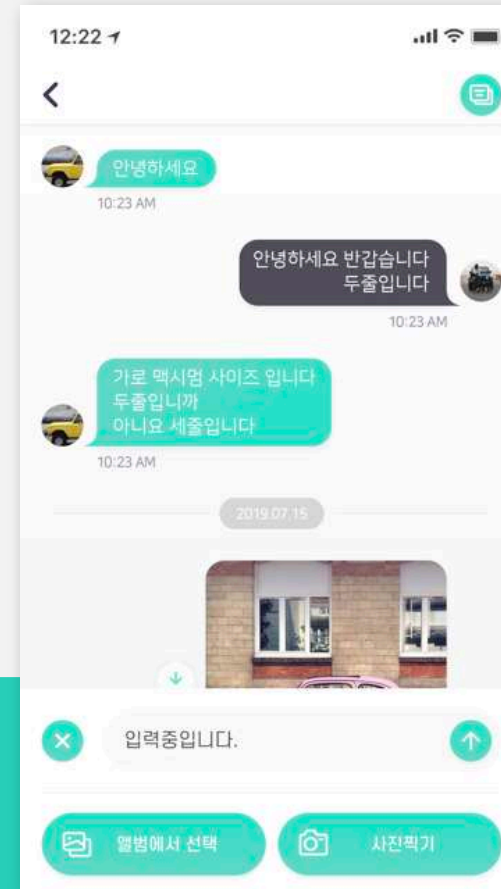 12:22
안녕하세요
10:23 AM
안녕하세요 반갑습니다
두줄입니다
10:23 AM
가로 맥시멈 사이즈 입니다
두줄입니까
아니요 세줄입니다
10:23 AM
2019.07.15
입력중입니다.
앨범에서 선택
사진찍기